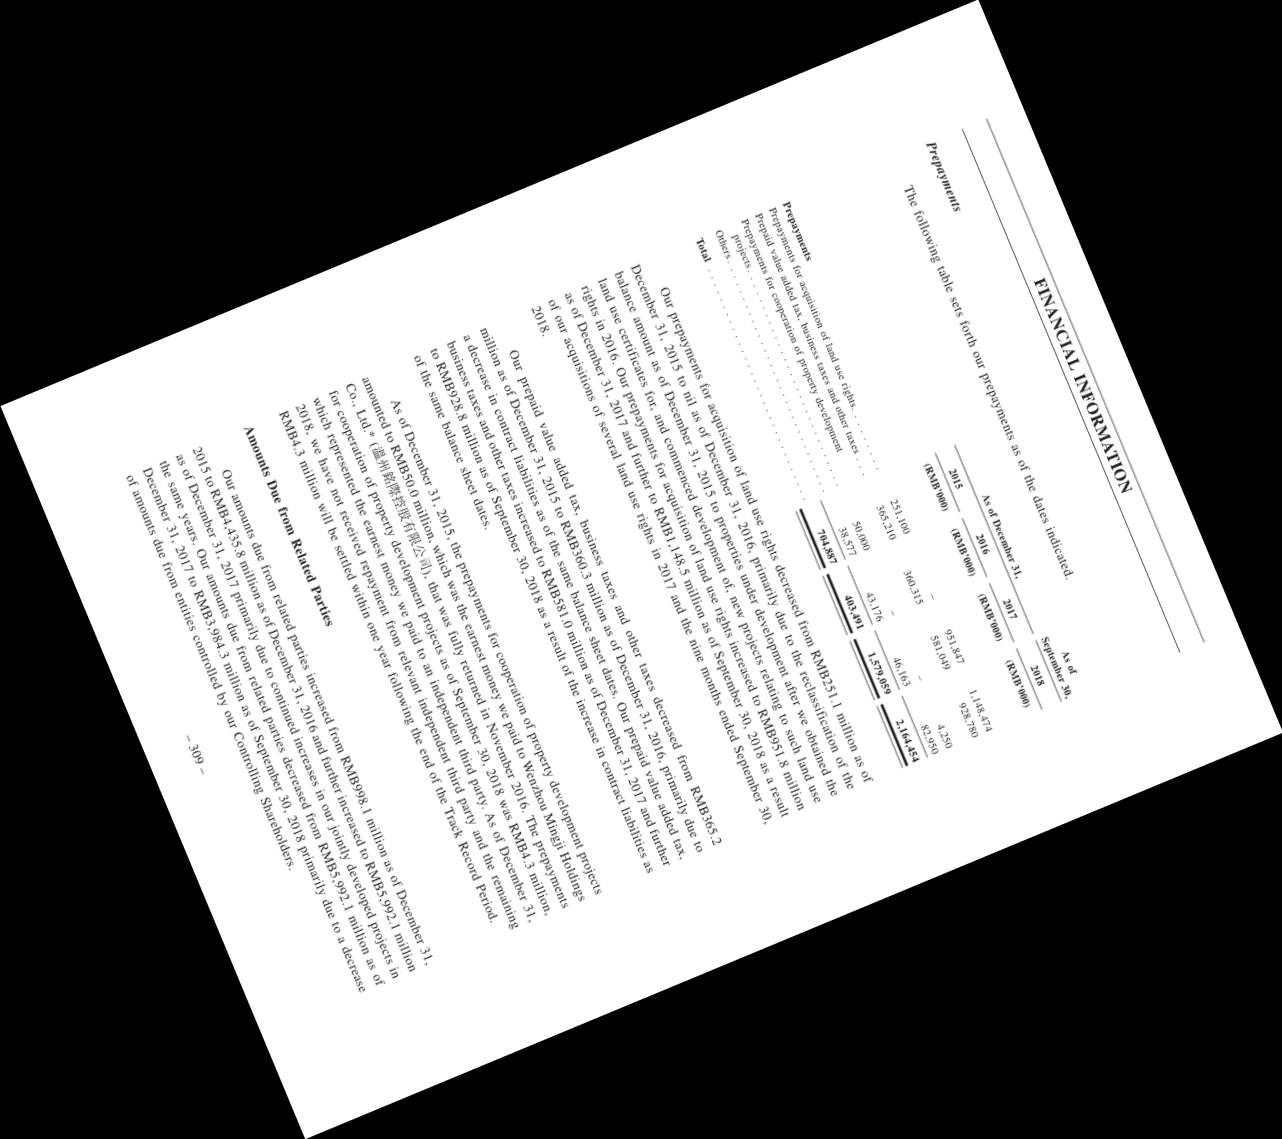 FINANCIAL INFORMATION
Prepayments
The following table sets forth our prepayments as of the dates indicated.
As of December 31, As of September 30,
2015 2016 2017 2018
(RMB'000) (RMB'000) (RMB'000) (RMB'000)
Prepayments
Prepayments for acquisition of land use rights. . . . . . . . . 251,100 – 951,847 1,148,474
Prepaid value added tax, business taxes and other taxes . . . 365,210 360,315 581,049 928,780
Prepayments for cooperation of property development
projects. . . . . . . . . . . . . . . . . . . . . . . . 50,000 – – 4,250
Others . . . . . . . . . . . . . . . . . . . . . . . . . . . 38,577 43,176 46,163 82,950
Total . . . . . . . . . . . . . . . . . . . . . . . . . . . 704,887 403,491 1,579,059 2,164,454
Our prepayments for acquisition of land use rights decreased from RMB251.1 million as of
December 31, 2015 to nil as of December 31, 2016, primarily due to the reclassification of the
balance amount as of December 31, 2015 to properties under development after we obtained the
land use certificates for, and commenced development of, new projects relating to such land use
rights in 2016. Our prepayments for acquisition of land use rights increased to RMB951.8 million
as of December 31, 2017 and further to RMB1,148.5 million as of September 30, 2018 as a result
of our acquisitions of several land use rights in 2017 and the nine months ended September 30,
2018.
Our prepaid value added tax, business taxes and other taxes decreased from RMB365.2
million as of December 31, 2015 to RMB360.3 million as of December 31, 2016, primarily due to
a decrease in contract liabilities as of the same balance sheet dates. Our prepaid value added tax,
business taxes and other taxes increased to RMB581.0 million as of December 31, 2017 and further
to RMB928.8 million as of September 30, 2018 as a result of the increase in contract liabilities as
of the same balance sheet dates.
As of December 31, 2015, the prepayments for cooperation of property development projects
amounted to RMB50.0 million, which was the earnest money we paid to Wenzhou Mingji Holdings
Co., Ltd.* (溫州銘際控股有限公司), that was fully returned in November 2016. The prepayments
for cooperation of property development projects as of September 30, 2018 was RMB4.3 million,
which represented the earnest money we paid to an independent third party. As of December 31,
2018, we have not received repayment from relevant independent third party and the remaining
RMB4.3 million will be settled within one year following the end of the Track Record Period.
Amounts Due from Related Parties
Our amounts due from related parties increased from RMB998.1 million as of December 31,
2015 to RMB4,435.8 million as of December 31, 2016 and further increased to RMB5,992.1 million
as of December 31, 2017 primarily due to continued increases in our jointly developed projects in
the same years. Our amounts due from related parties decreased from RMB5,992.1 million as of
December 31, 2017 to RMB3,984.3 million as of September 30, 2018 primarily due to a decrease
of amounts due from entities controlled by our Controlling Shareholders.
– 309 –